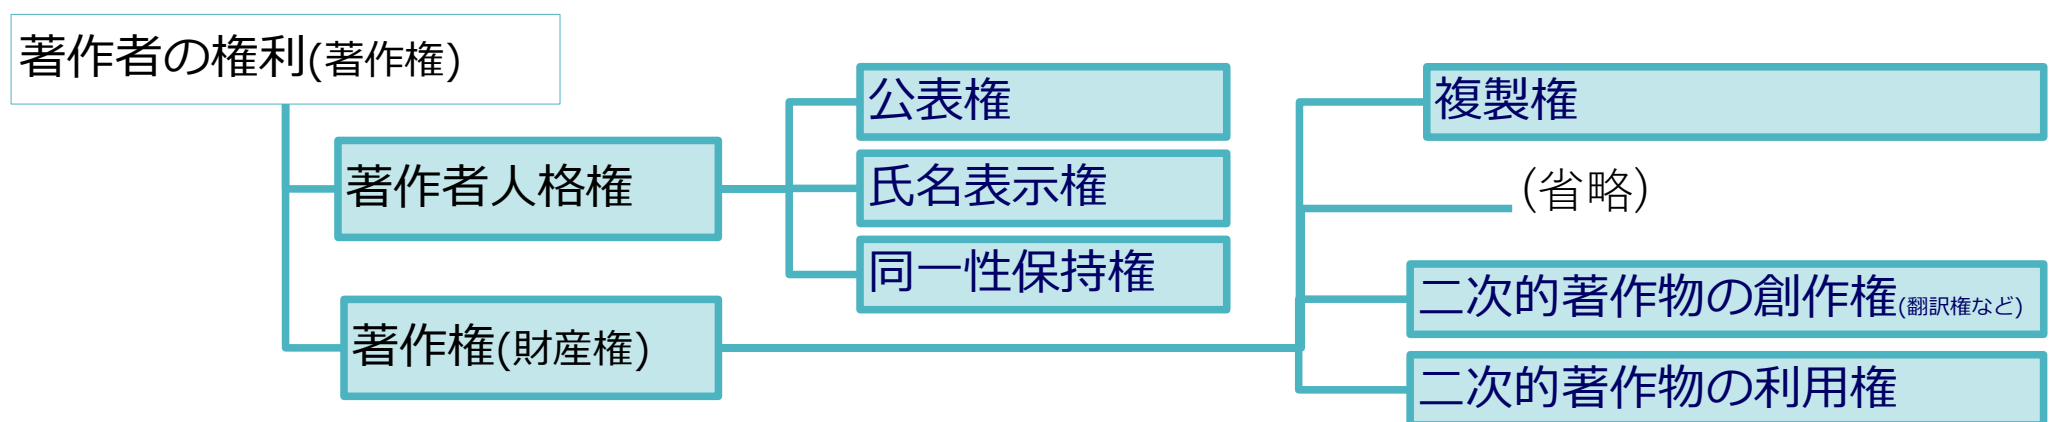 著作者の権利(著作権)
著作者人格権
公表権
氏名表示権
同一性保持権
著作権(財産権)
複製権
(省略)
二次的著作物の創作権(翻訳権など)
二次的著作物の利用権